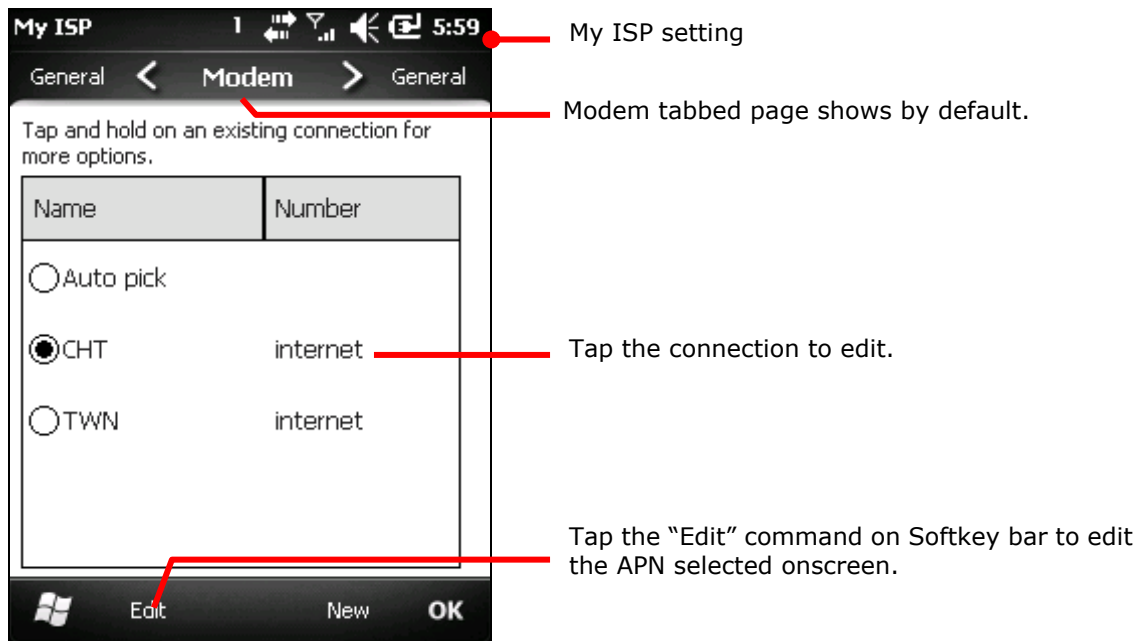 My ISP 1 5:59
General < Modem > General
Tap and hold on an existing connection for
more options.
Name Number
Auto pick
CHT internet
TWN internet
Edit New OK
My ISP setting
Modem tabbed page shows by default.
Tap the connection to edit.
Tap the “Edit” command on Softkey bar to edit
the APN selected onscreen.